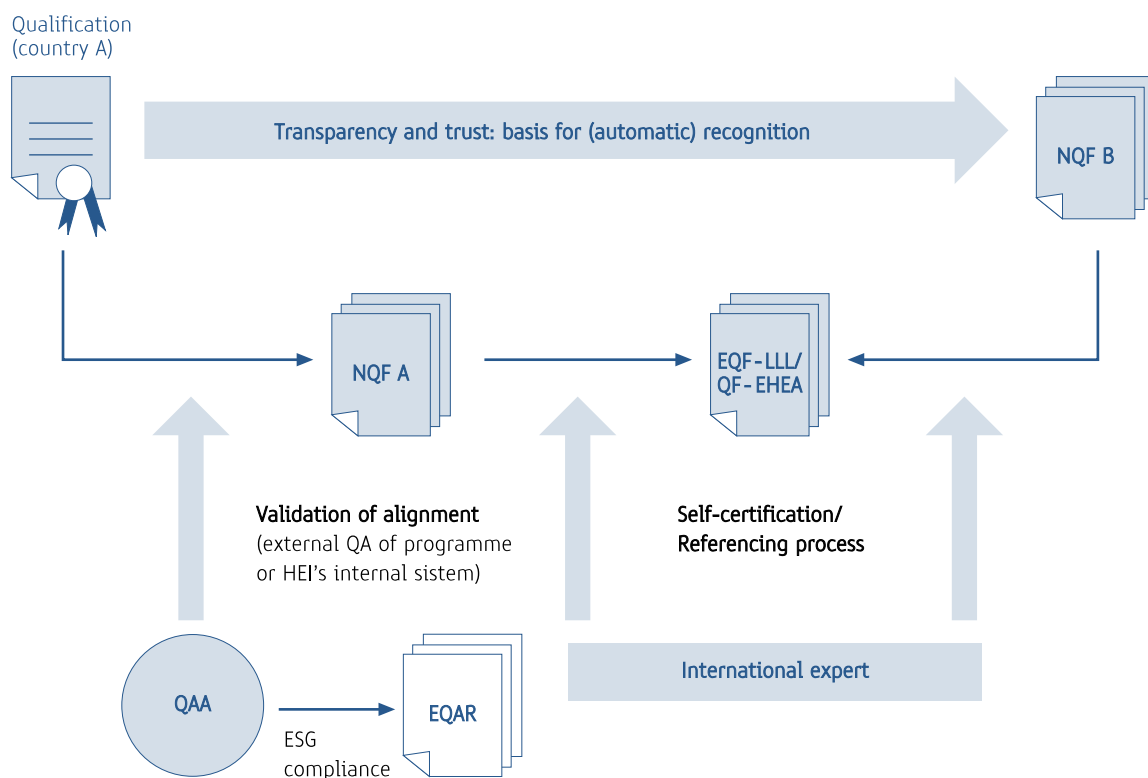 Qualification
(country A)
Transparency and trust: basis for (automatic) recognition
NQF B
NQF A
EQF-LLL/
QF-EHEA
Validation of alignment
(external QA of programme
or HEI's internal sistem)
Self-certification/
Referencing process
QAA
ESG
compliance
EQAR
International expert